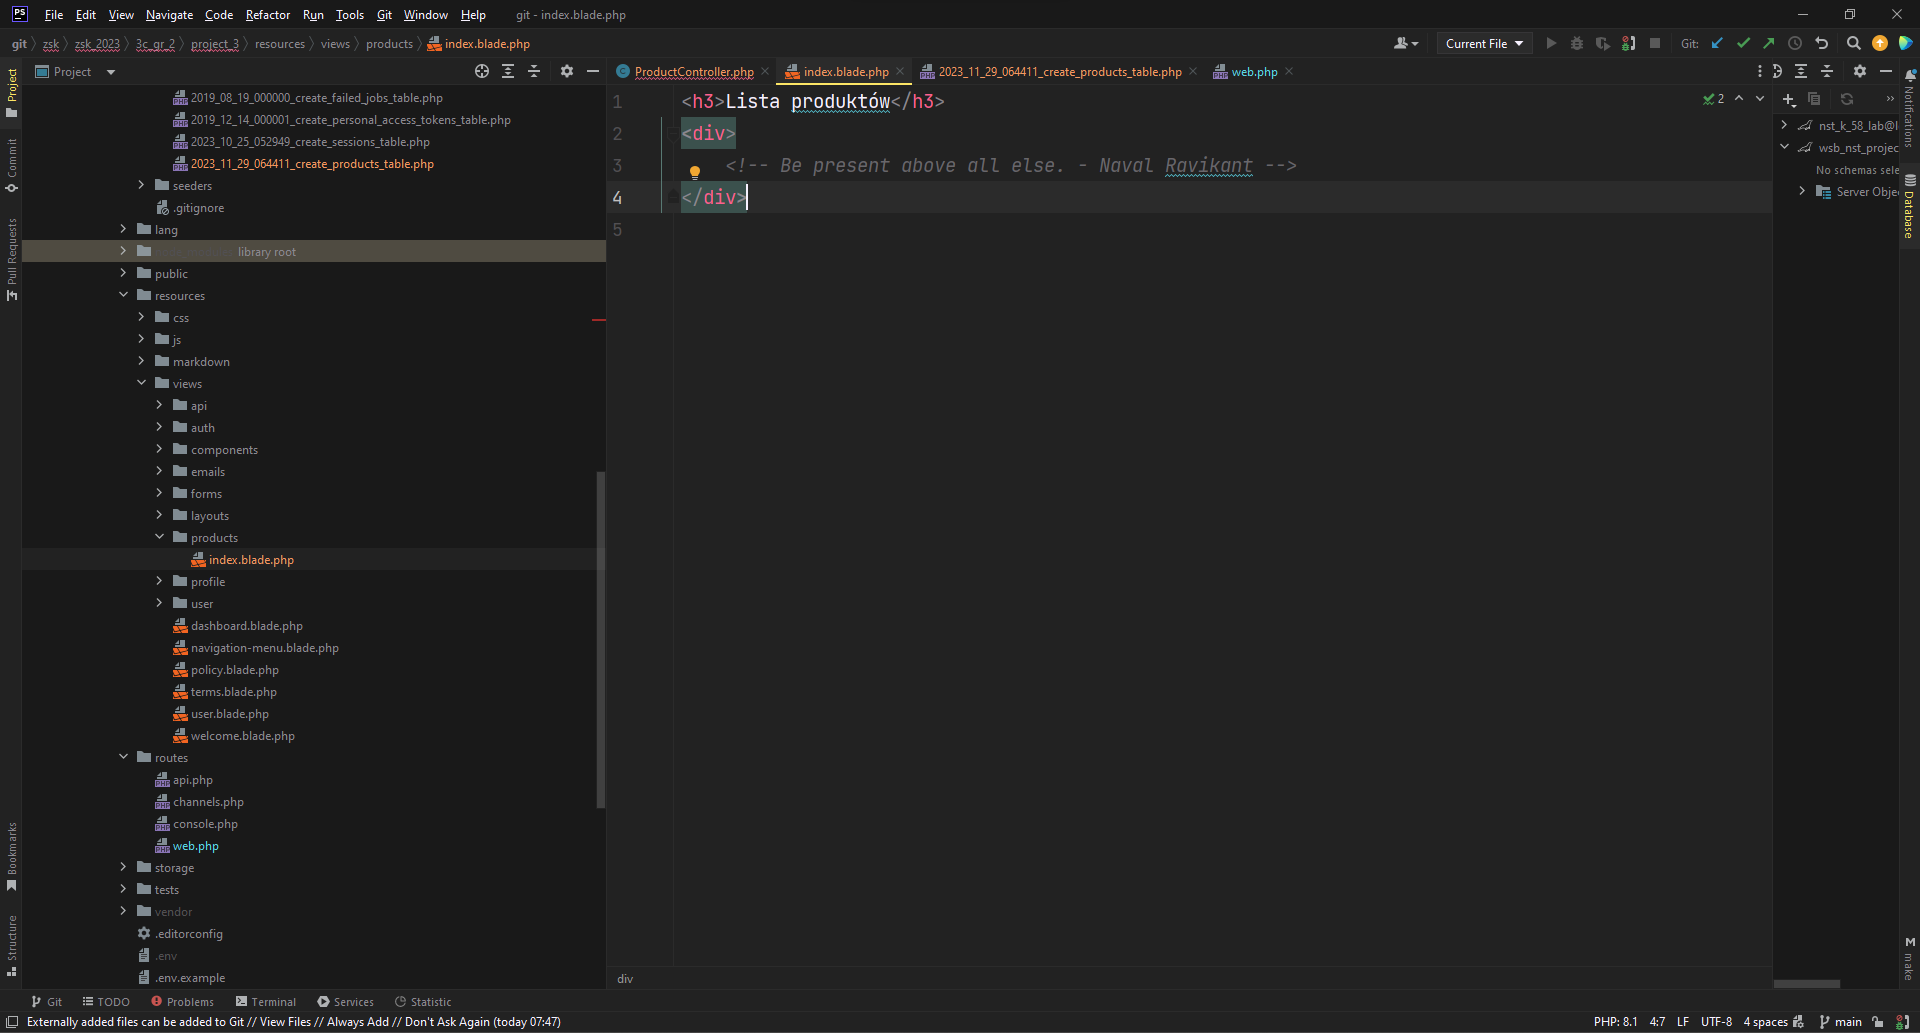 PS File Edit View Navigate Code Refactor Run Tools Git Window Help git - index.blade.php
git zsk zsk_2023 3c_gr_2 project_3 resources views products index.blade.php Current File Git:
Project ProductController.php index.blade.php 2023_11_29_064411_create_products_table.php web.php
2019_08_19_000000_create_failed_jobs_table.php
2019_12_14_000001_create_personal_access_tokens_table.php
2023_10_25_052949_create_sessions_table.php
2023_11_29_064411_create_products_table.php
seeders
.gitignore
lang
library root
public
resources
css
js
markdown
views
api
auth
components
emails
forms
layouts
products
index.blade.php
profile
user
dashboard.blade.php
navigation-menu.blade.php
policy.blade.php
terms.blade.php
user.blade.php
welcome.blade.php
routes
api.php
channels.php
console.php
web.php
storage
tests
vendor
.editorconfig
.env
.env.example
1 <h3>Lista produktów</h3>
2 <div>
3 <!-- Be present above all else. - Naval Ravikant -->
4 </div>
5
2
nst_k_58_lab@l
wsb_nst_projec
No schemas sele
Server Obje
Project
Commit
Pull Requests
Bookmarks
Structure
Notifications
Database
M make
div
Git TODO Problems Terminal Services Statistic
Externally added files can be added to Git // View Files // Always Add // Don't Ask Again (today 07:47) PHP: 8.1 4:7 LF UTF-8 4 spaces main